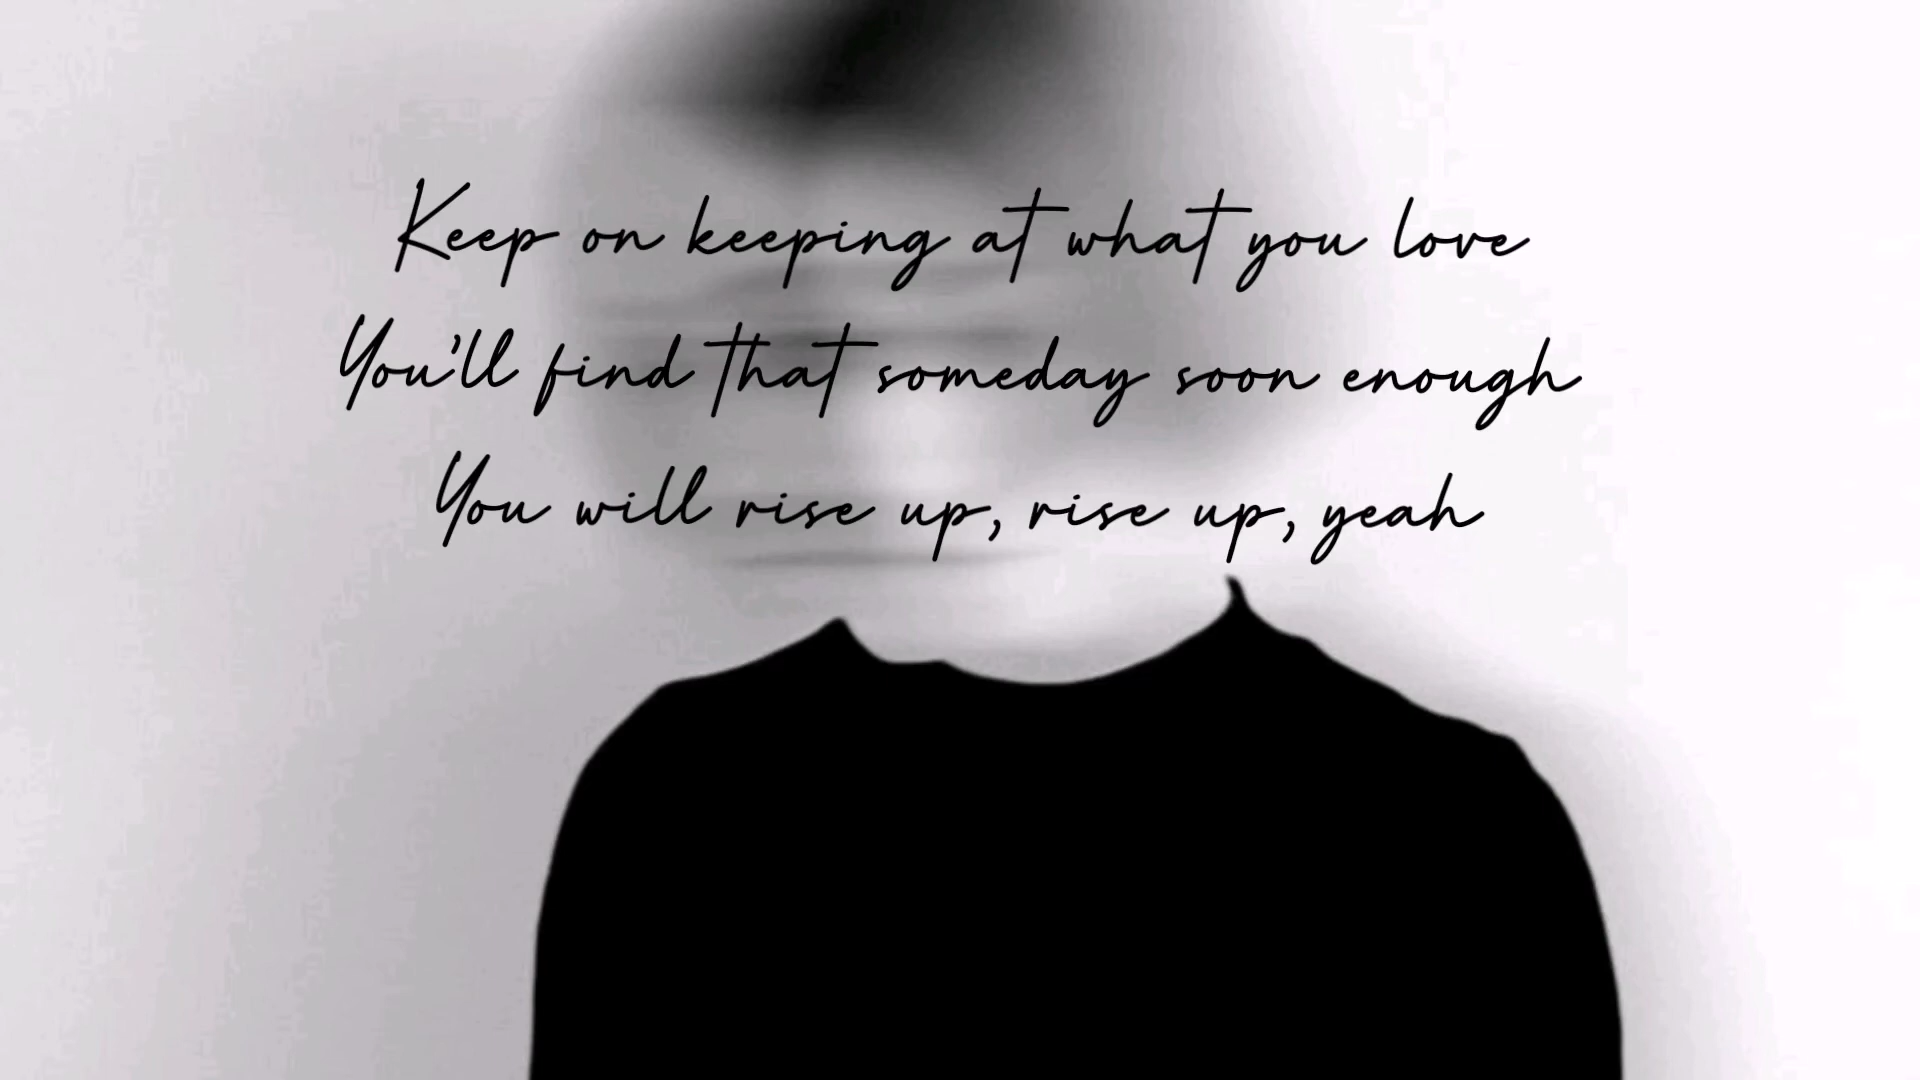 Keep on keeping at what you love
You'll find that someday soon enough
You will rise up, rise up, yeah